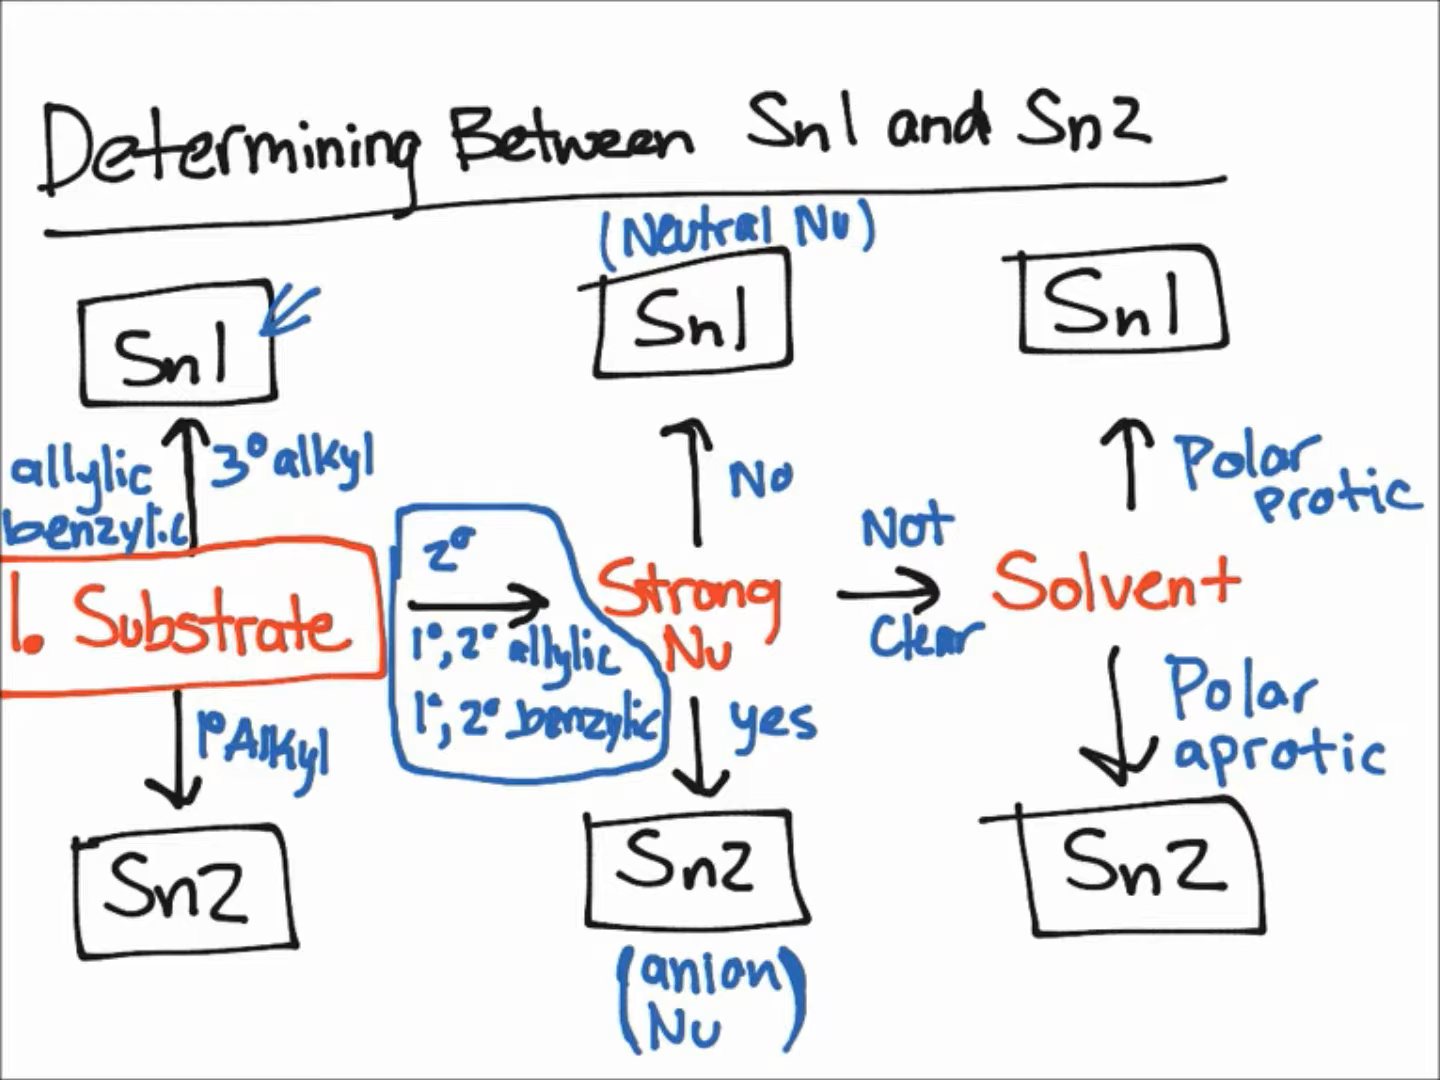 Determining Between Sn1 and Sn2
(Neutral Nu)
Sn1
Sn1
Sn1
allylic
benzylic
3° alkyl
No
Polar
protic
Not
Clear
2°
1°, 2° allylic
1°, 2° benzylic
1. Substrate
Strong
Nu
Solvent
1° Alkyl
yes
Polar
aprotic
Sn2
Sn2
Sn2
(anion
Nu)